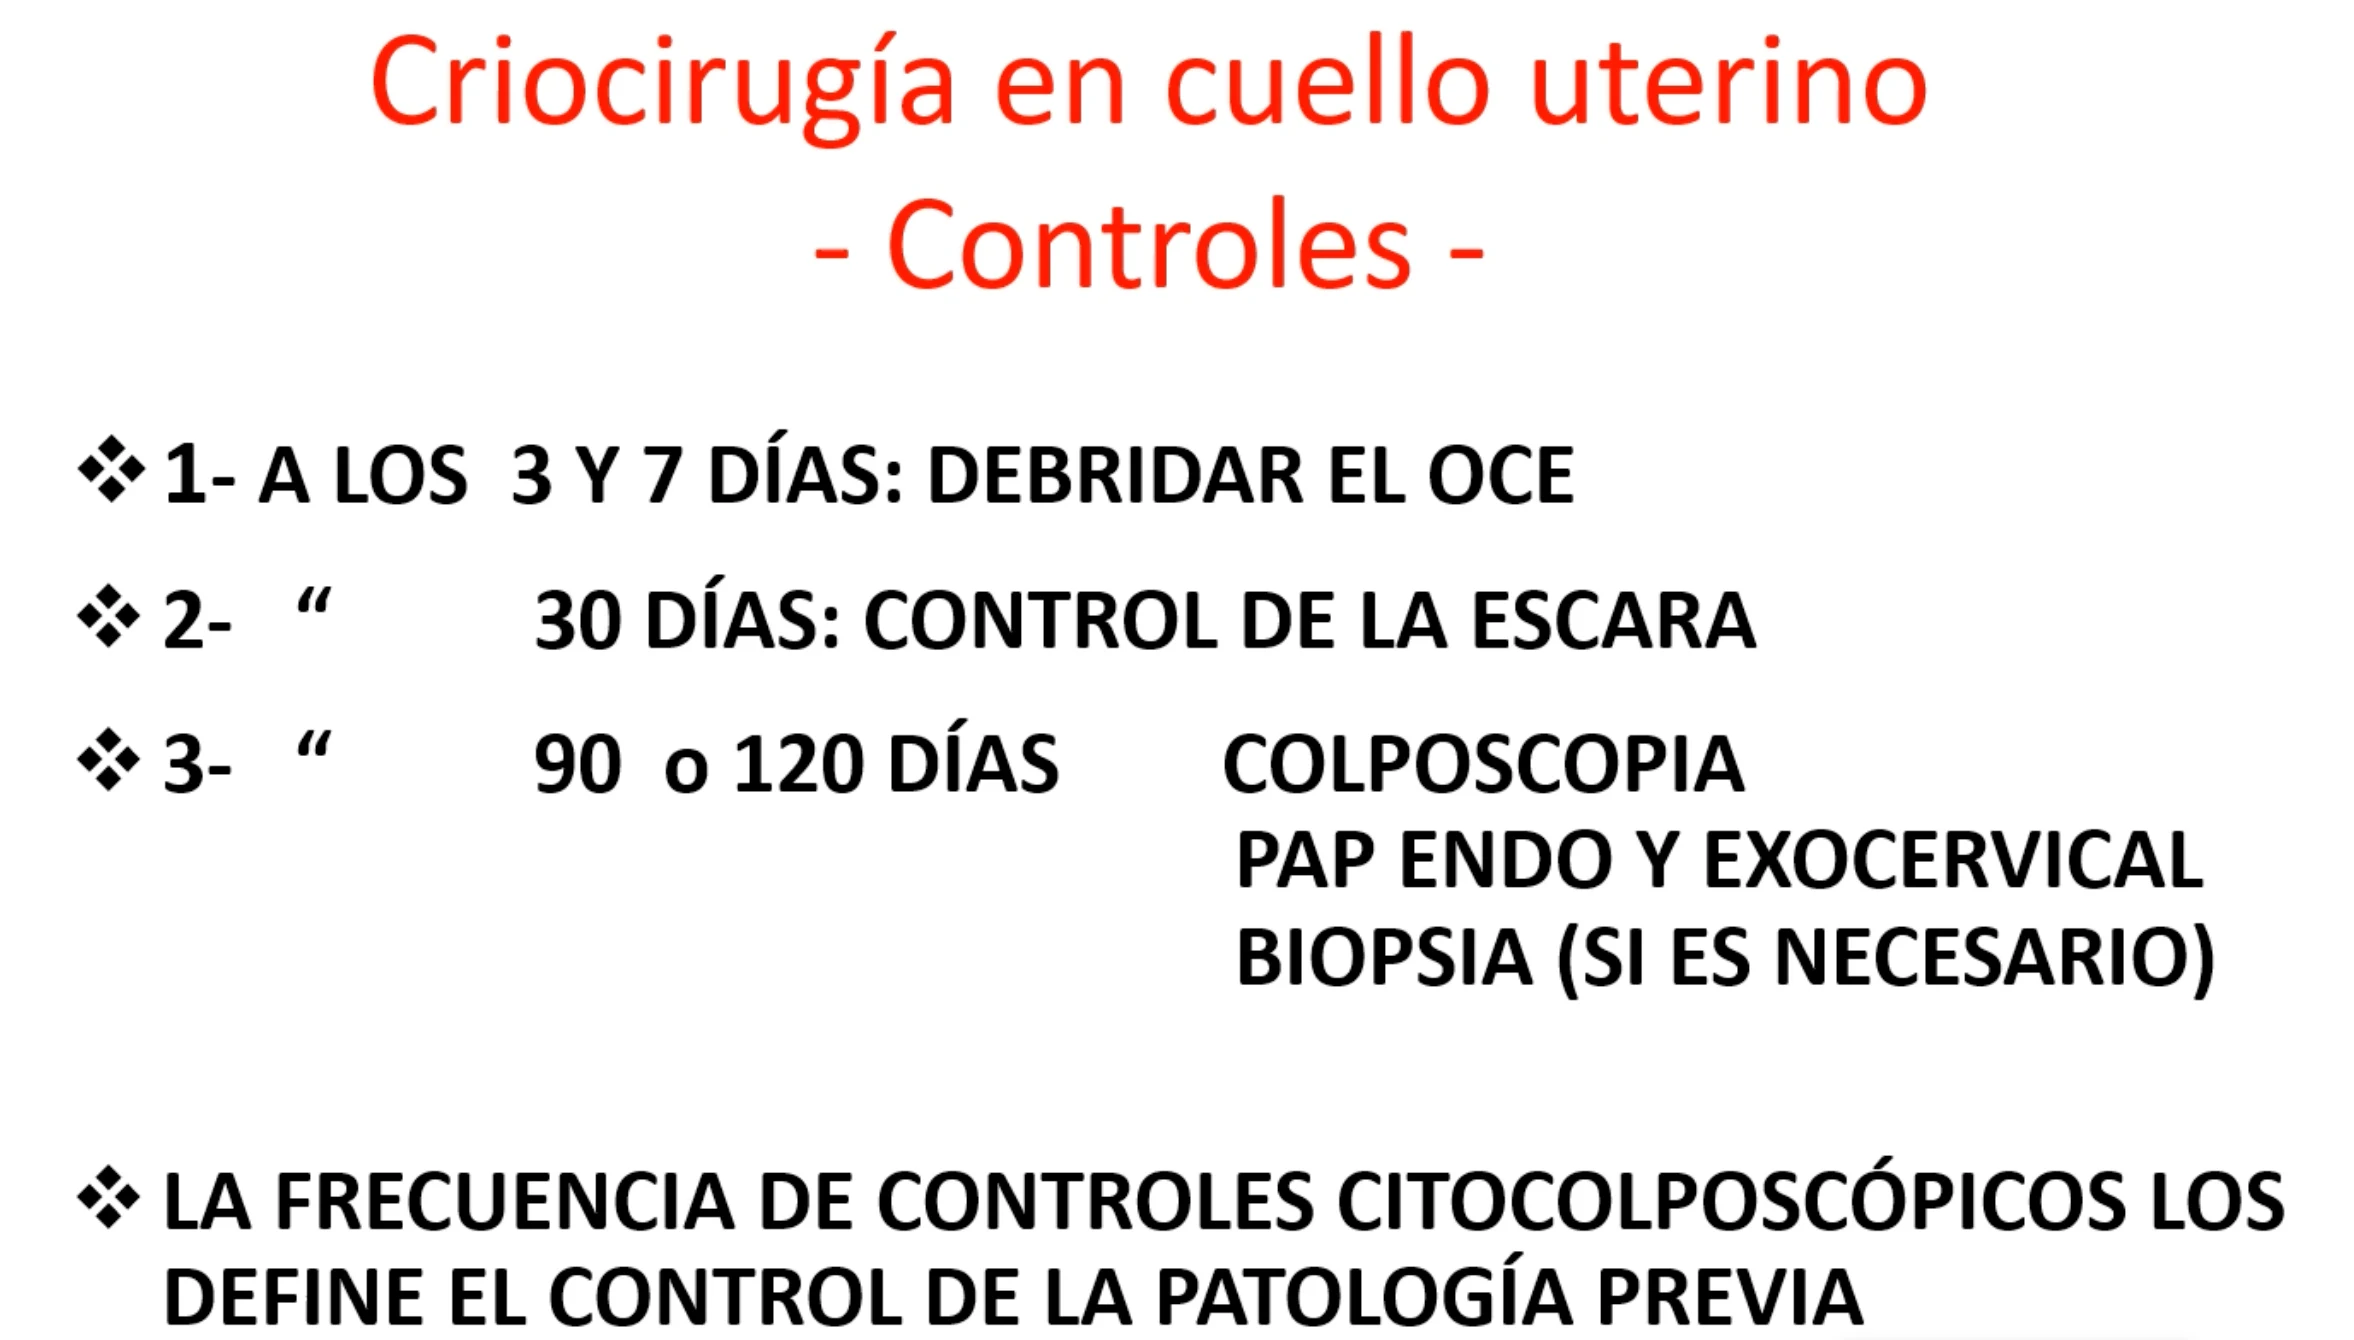 Criocirugía en cuello uterino
- Controles -
❖ 1- A LOS 3 Y 7 DÍAS: DEBRIDAR EL OCE
❖ 2- “ 30 DÍAS: CONTROL DE LA ESCARA
❖ 3- “ 90 o 120 DÍAS COLPOSCOPIA
PAP ENDO Y EXOCERVICAL
BIOPSIA (SI ES NECESARIO)
❖ LA FRECUENCIA DE CONTROLES CITOCOLPOSCÓPICOS LOS
DEFINE EL CONTROL DE LA PATOLOGÍA PREVIA